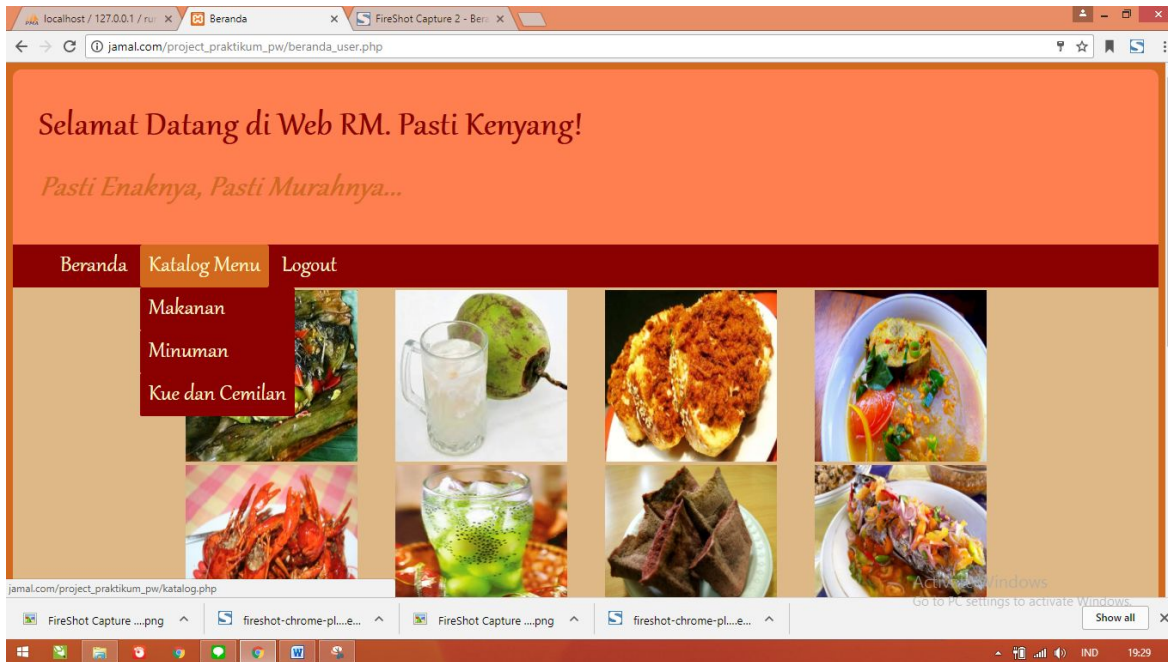 localhost / 127.0.0.1 / ru
Beranda
FireShot Capture 2 - Ber
jamal.com/project_praktikum_pw/beranda_user.php
Selamat Datang di Web RM. Pasti Kenyang!
Pasti Enaknya, Pasti Murahnya...
Beranda Katalog Menu Logout
Makanan
Minuman
Kue dan Cemilan
jamal.com/project_praktikum_pw/katalog.php
Activate Windows
Go to PC settings to activate Windows.
FireShot Capture ....png fireshot-chrome-pl....e... FireShot Capture ....png fireshot-chrome-pl....e... Show all
IND 19:29